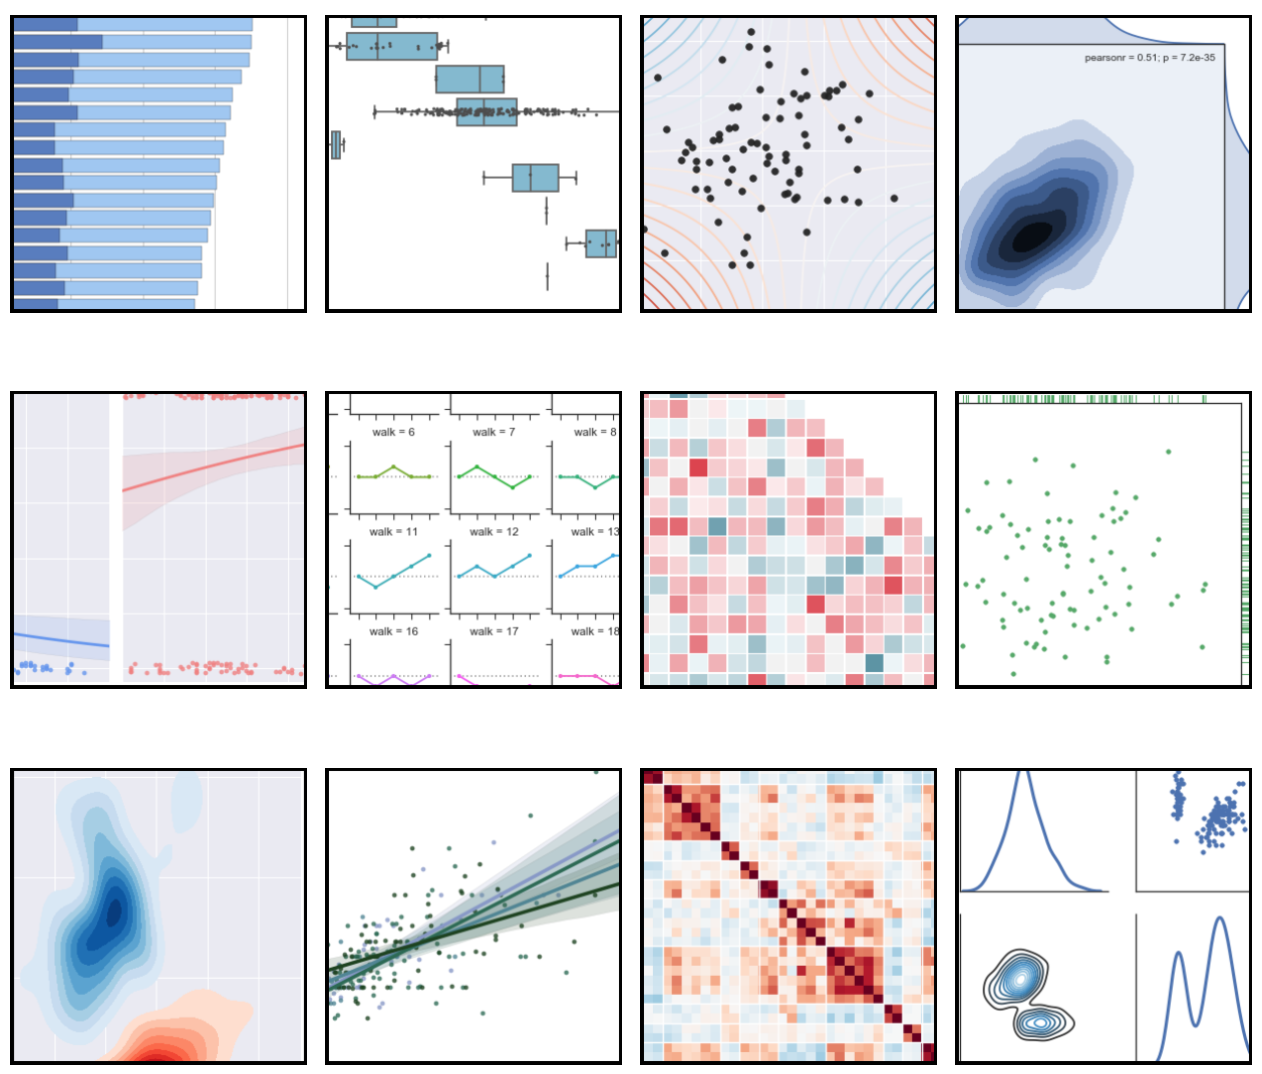 pearsonr = 0.51; p = 7.2e-35
walk = 6
walk = 7
walk = 8
walk = 11
walk = 12
walk = 13
walk = 16
walk = 17
walk = 18